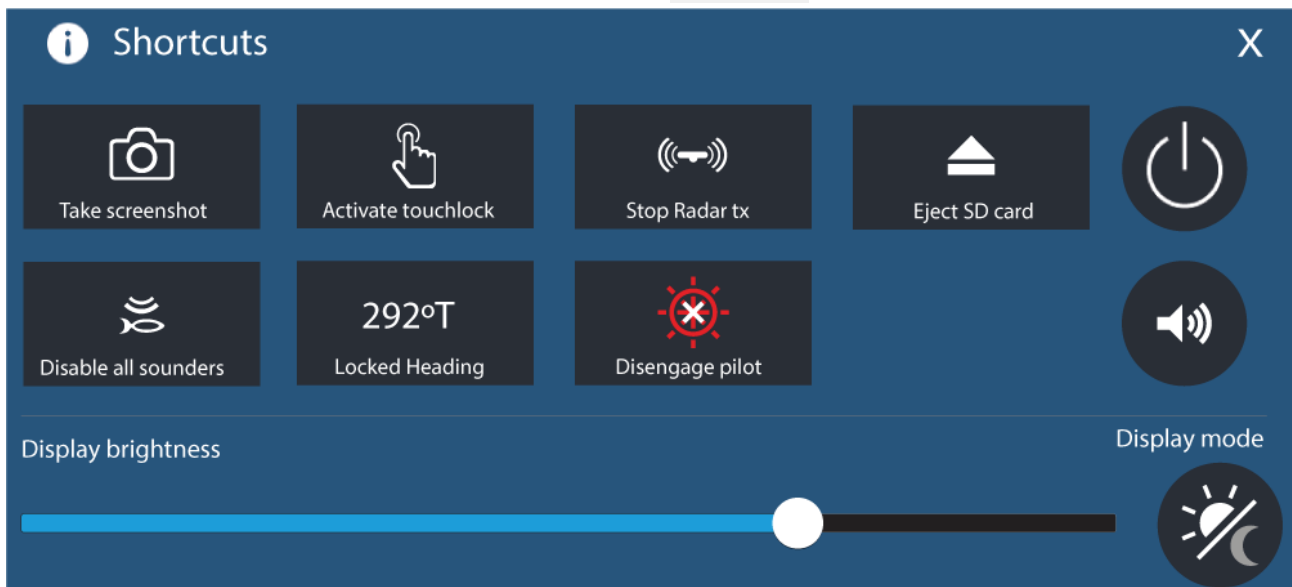 Shortcuts
X
Take screenshot
Activate touchlock
Stop Radar tx
Eject SD card
Disable all sounders
292ºT
Locked Heading
Disengage pilot
Display brightness
Display mode